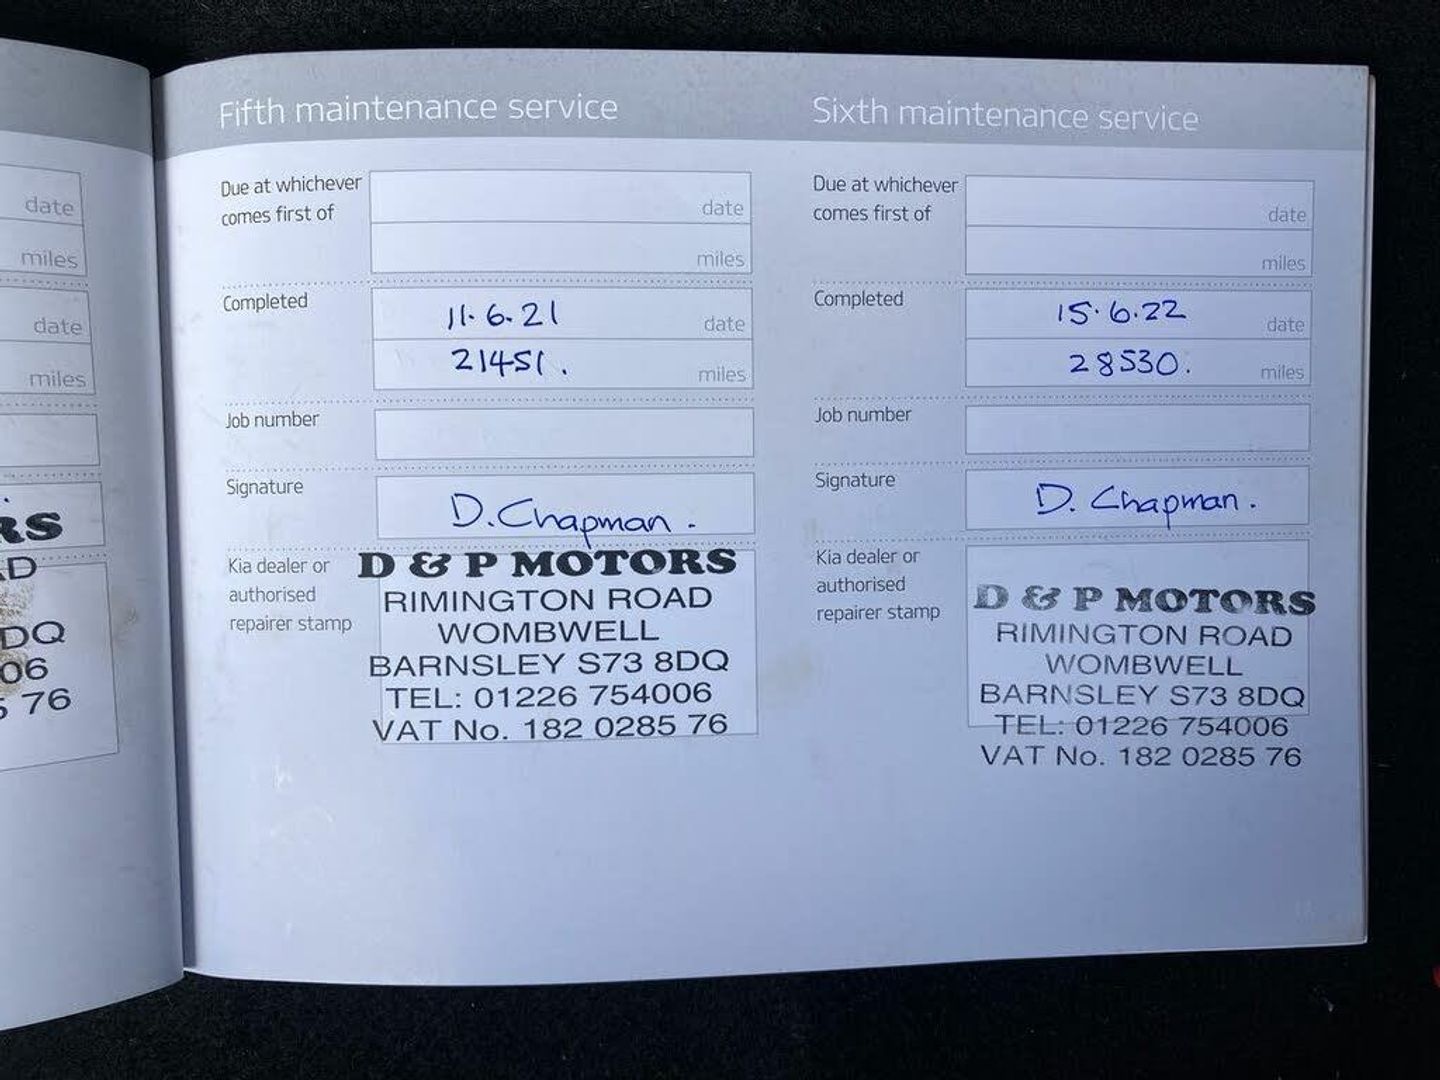 date
miles
date
miles
RS
DQ
06
76
Fifth maintenance service
Due at whichever
comes first of
date
miles
Completed
11.6.21 date
21451. miles
Job number
Signature
D. Chapman.
Kia dealer or
authorised
repairer stamp
D & P MOTORS
RIMINGTON ROAD
WOMBWELL
BARNSLEY S73 8DQ
TEL: 01226 754006
VAT No. 182 0285 76
Sixth maintenance service
Due at whichever
comes first of
date
miles
Completed
15.6.22 date
28530. miles
Job number
Signature
D. Chapman.
Kia dealer or
authorised
repairer stamp
D & P MOTORS
RIMINGTON ROAD
WOMBWELL
BARNSLEY S73 8DQ
TEL: 01226 754006
VAT No. 182 0285 76